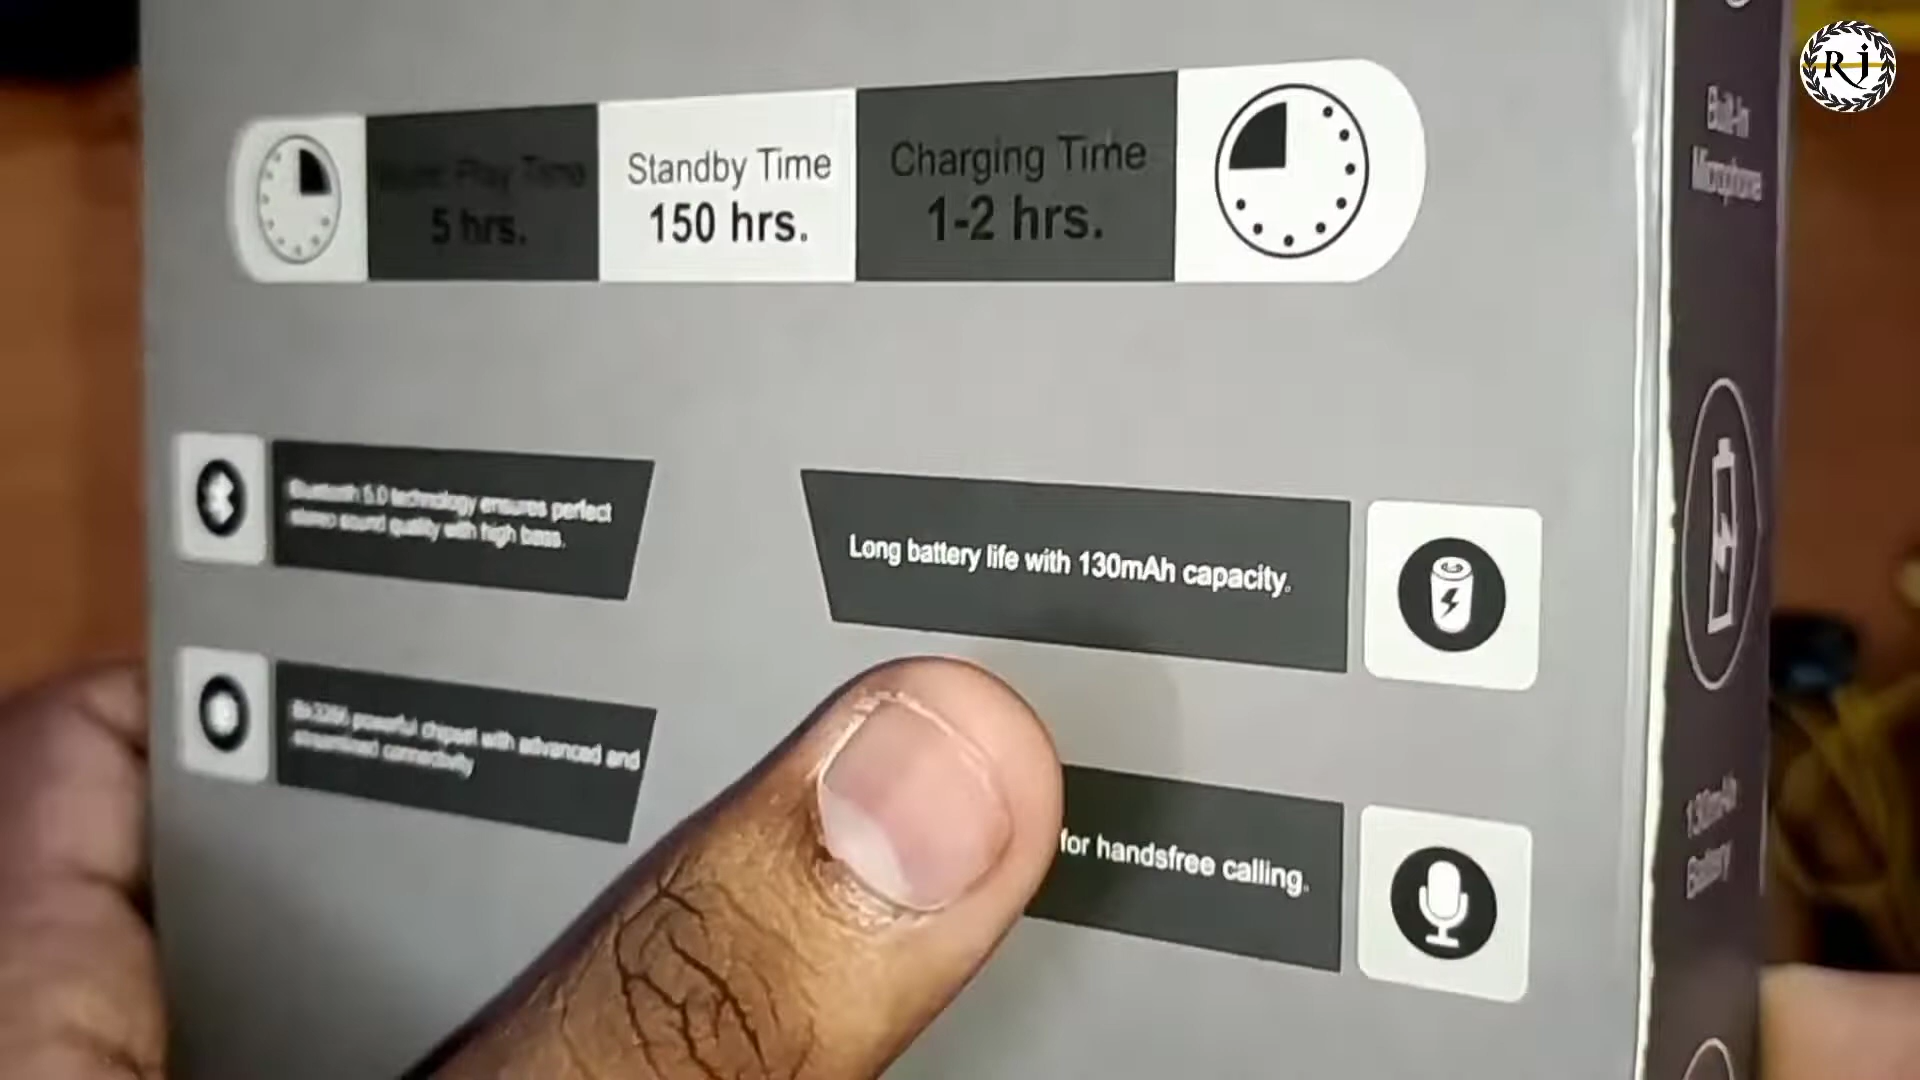 RJ
Built-In
Microphone
Music Play Time
5 hrs.
Standby Time
150 hrs.
Charging Time
1-2 hrs.
Bluetooth 5.0 technology ensures perfect
stereo sound quality with high bass.
Long battery life with 130mAh capacity.
powerful chipset with advanced and
streamlined connectivity
for handsfree calling.
130mAh
Battery